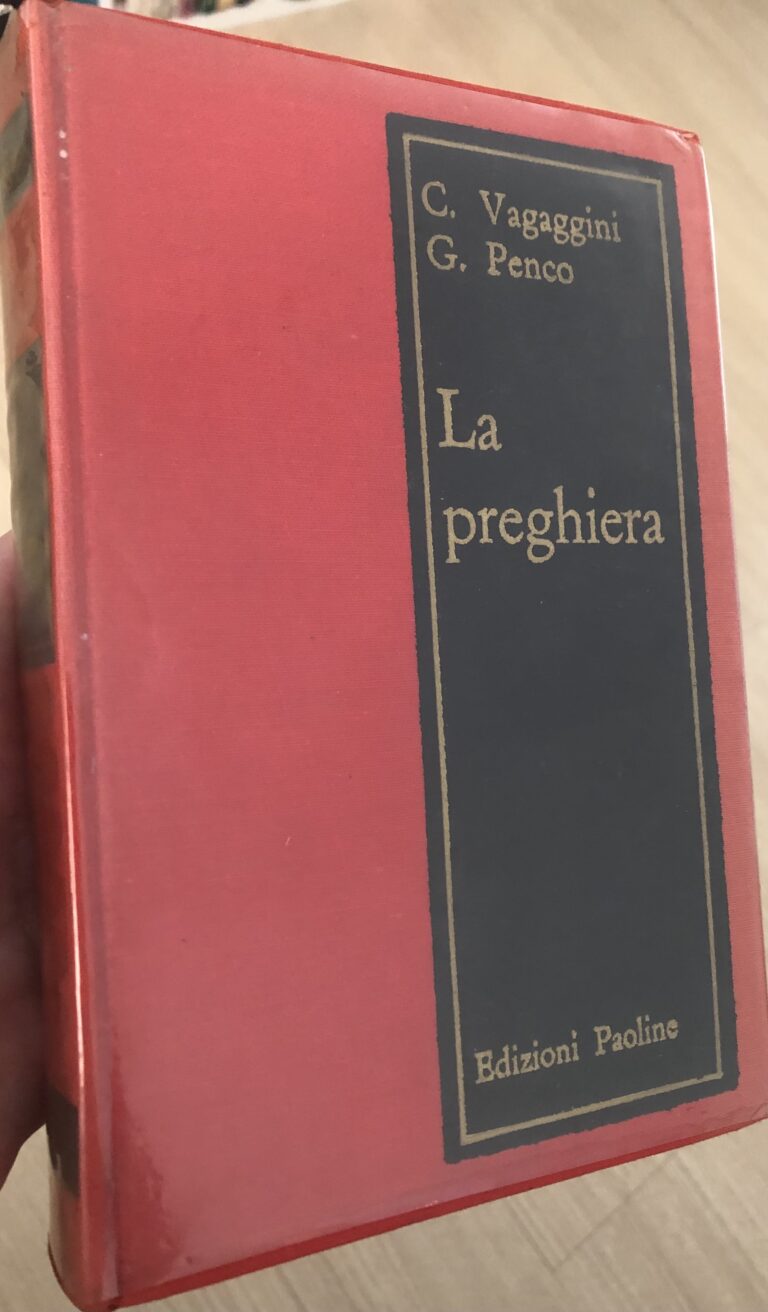 C. Vagaggini
G. Penco
La
preghiera
Edizioni Paoline